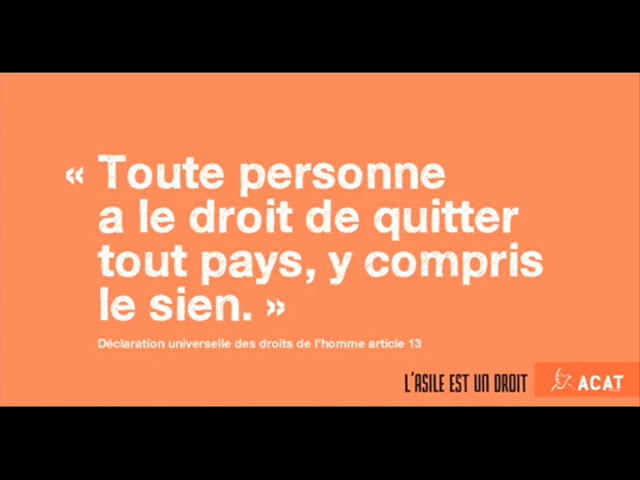 « Toute personne
a le droit de quitter
tout pays, y compris
le sien. »
Déclaration universelle des droits de l'homme article 13
L'ASILE EST UN DROIT
ACAT